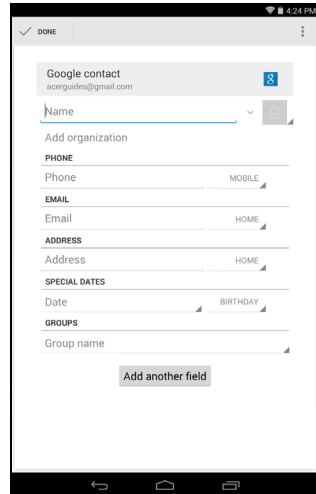 4:24 PM
DONE
Google contact
acerguides@gmail.com
g
Name
Add organization
PHONE
Phone MOBILE
EMAIL
Email HOME
ADDRESS
Address HOME
SPECIAL DATES
Date BIRTHDAY
GROUPS
Group name
Add another field